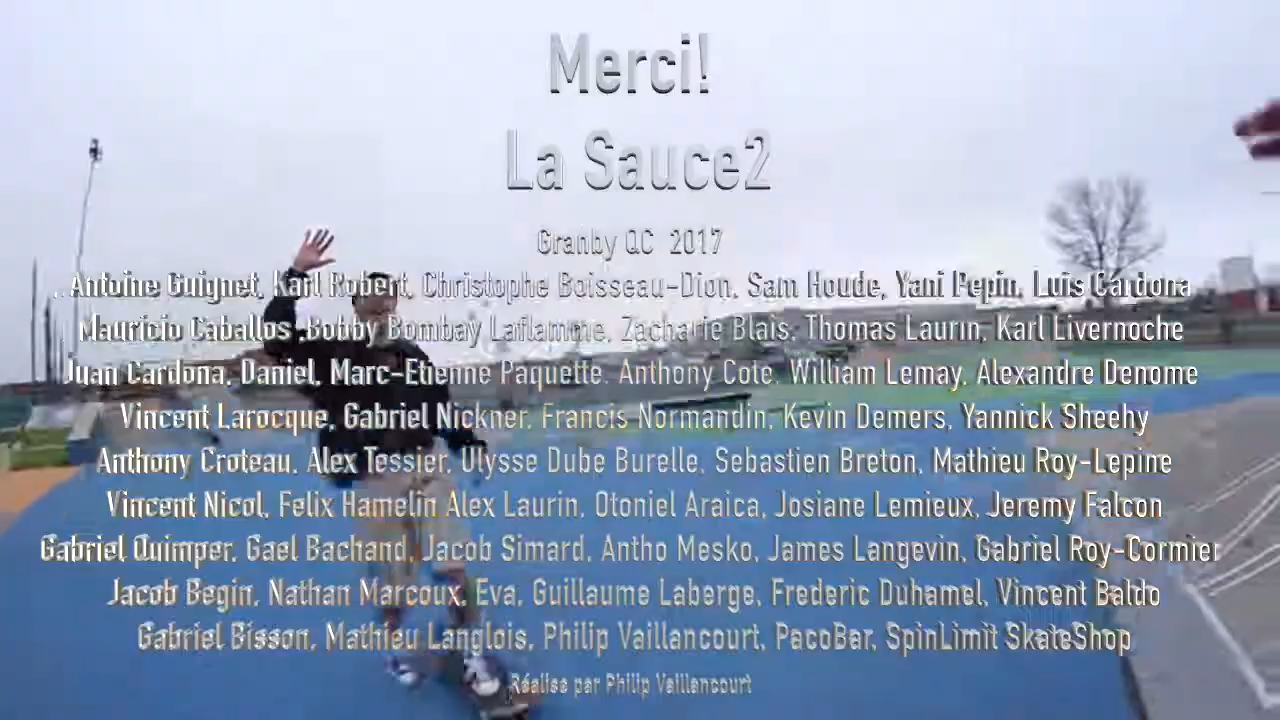 Merci!
La Sauce2
Granby QC 2017
Antoine Guignet, Karl Robert, Christophe Boisseau-Dion, Sam Houde, Yani Pepin, Luis Cardona
Mauricio Caballos ,Bobby Bombay Laflamme, Zacharie Blais, Thomas Laurin, Karl Livernoche
Juan Cardona, Daniel, Marc-Etienne Paquette, Anthony Cote, William Lemay, Alexandre Denome
Vincent Larocque, Gabriel Nickner, Francis Normandin, Kevin Demers, Yannick Sheehy
Anthony Croteau, Alex Tessier, Ulysse Dube Burelle, Sebastien Breton, Mathieu Roy-Lepine
Vincent Nicol, Felix Hamelin Alex Laurin, Otoniel Araica, Josiane Lemieux, Jeremy Falcon
Gabriel Quimper, Gael Bachand, Jacob Simard, Antho Mesko, James Langevin, Gabriel Roy-Cormier
Jacob Begin, Nathan Marcoux, Eva, Guillaume Laberge, Frederic Duhamel, Vincent Baldo
Gabriel Bisson, Mathieu Langlois, Philip Vaillancourt, PacoBar, SpinLimit SkateShop
Réalise par Philip Vaillancourt